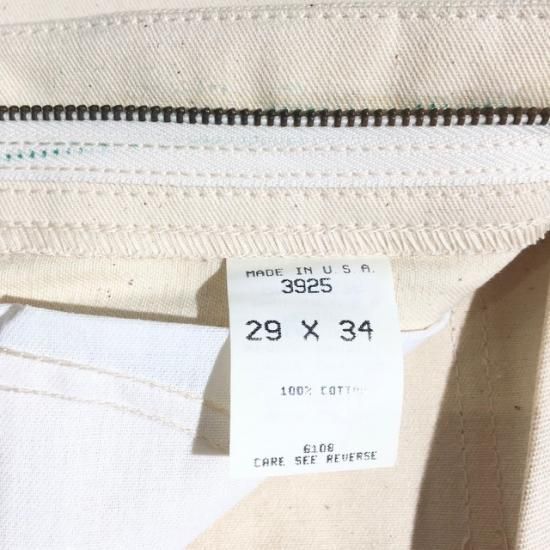 MADE IN U.S.A.
3925
29 X 34
100% COTTON
6108
CARE SEE REVERSE